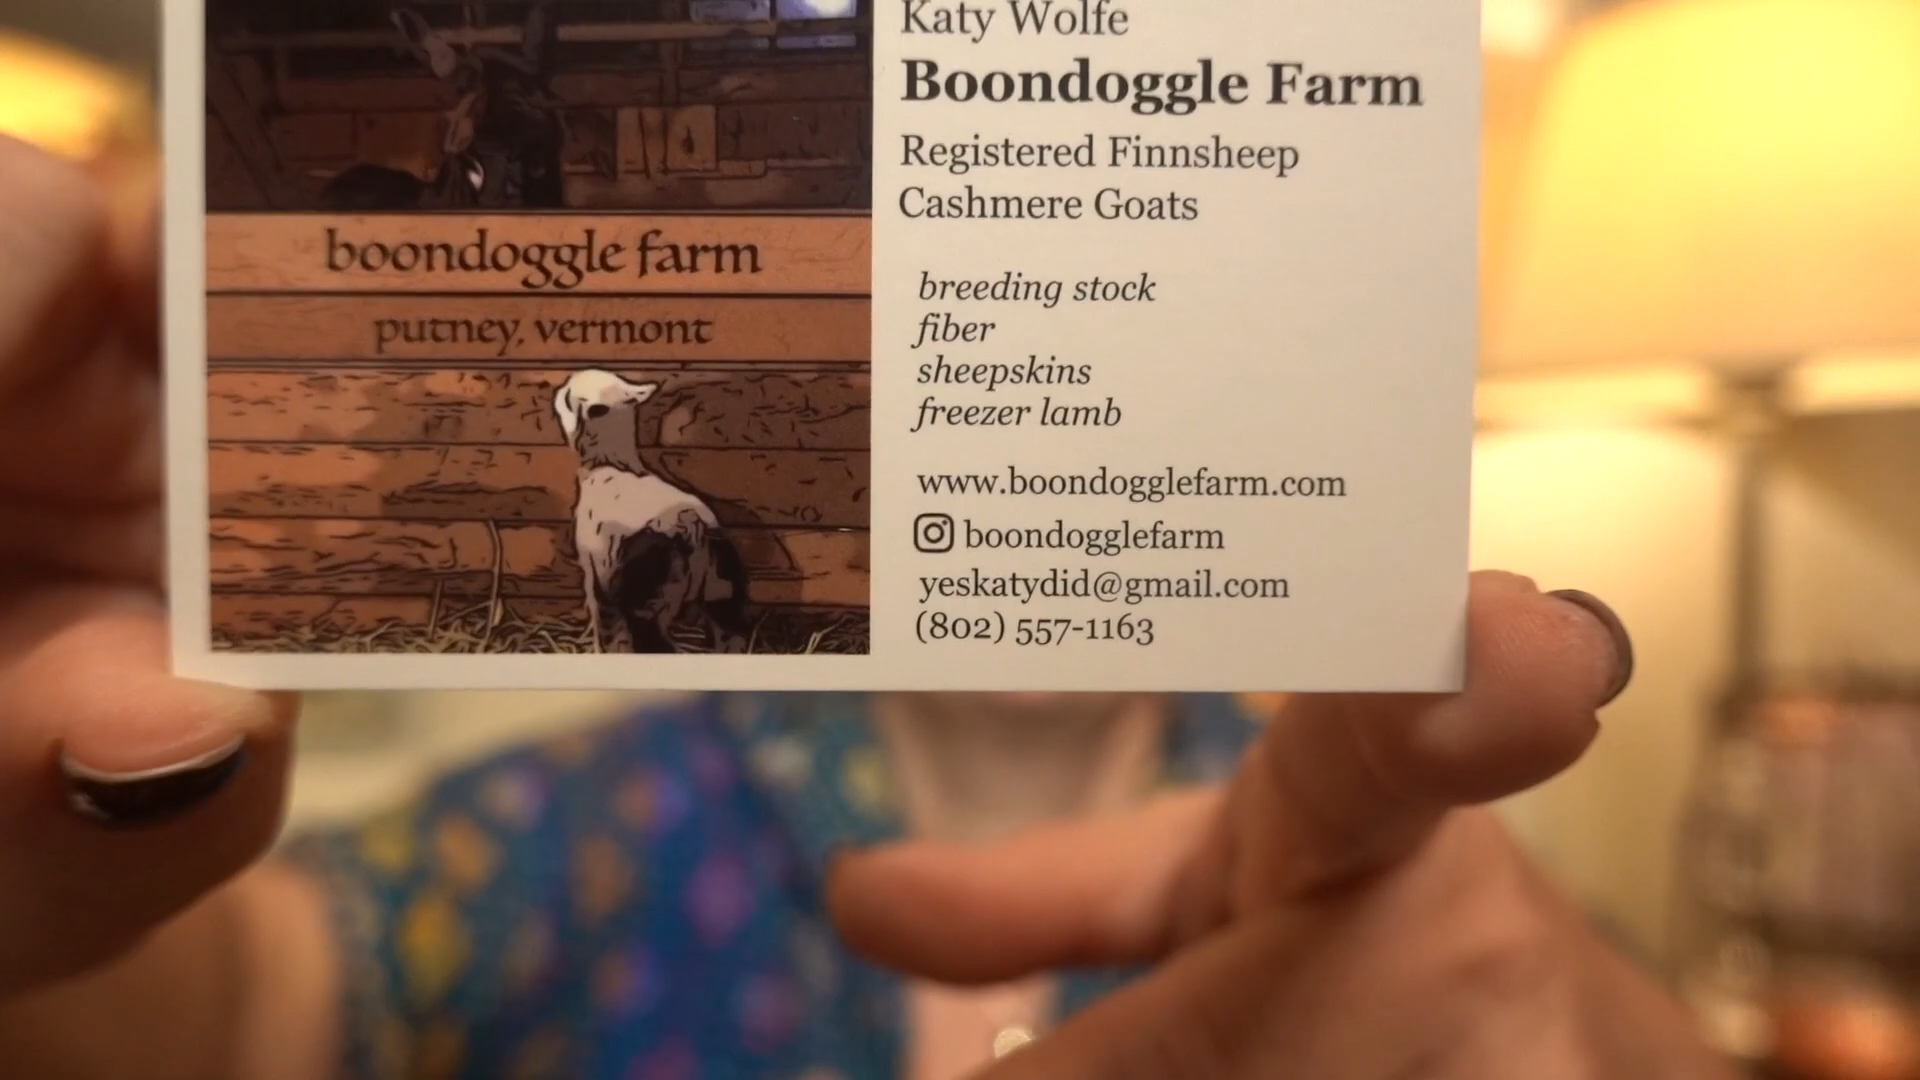 Katy Wolfe
Boondoggle Farm
Registered Finnsheep
Cashmere Goats
breeding stock
fiber
sheepskins
freezer lamb
www.boondogglefarm.com
boondogglefarm
yeskatydid@gmail.com
(802) 557-1163
boondoggle farm
putney, vermont